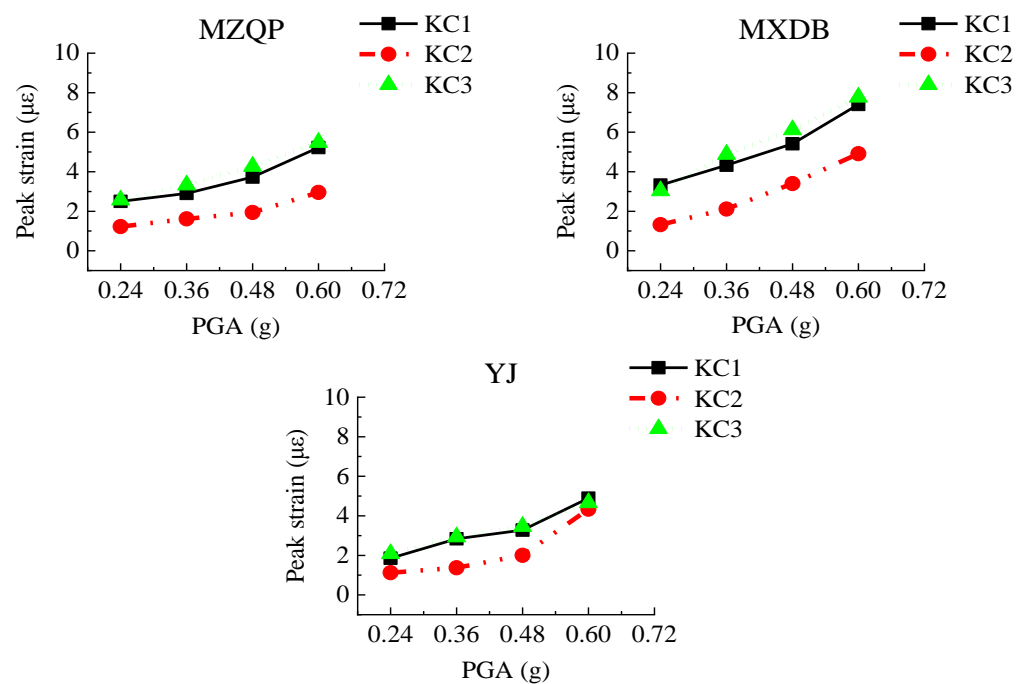 MZQP
KC1
KC2
KC3
Peak strain (με)
10
8
6
4
2
0
0.24 0.36 0.48 0.60 0.72
PGA (g)
MXDB
KC1
KC2
KC3
Peak strain (με)
10
8
6
4
2
0
0.24 0.36 0.48 0.60 0.72
PGA (g)
YJ
KC1
KC2
KC3
Peak strain (με)
10
8
6
4
2
0
0.24 0.36 0.48 0.60 0.72
PGA (g)